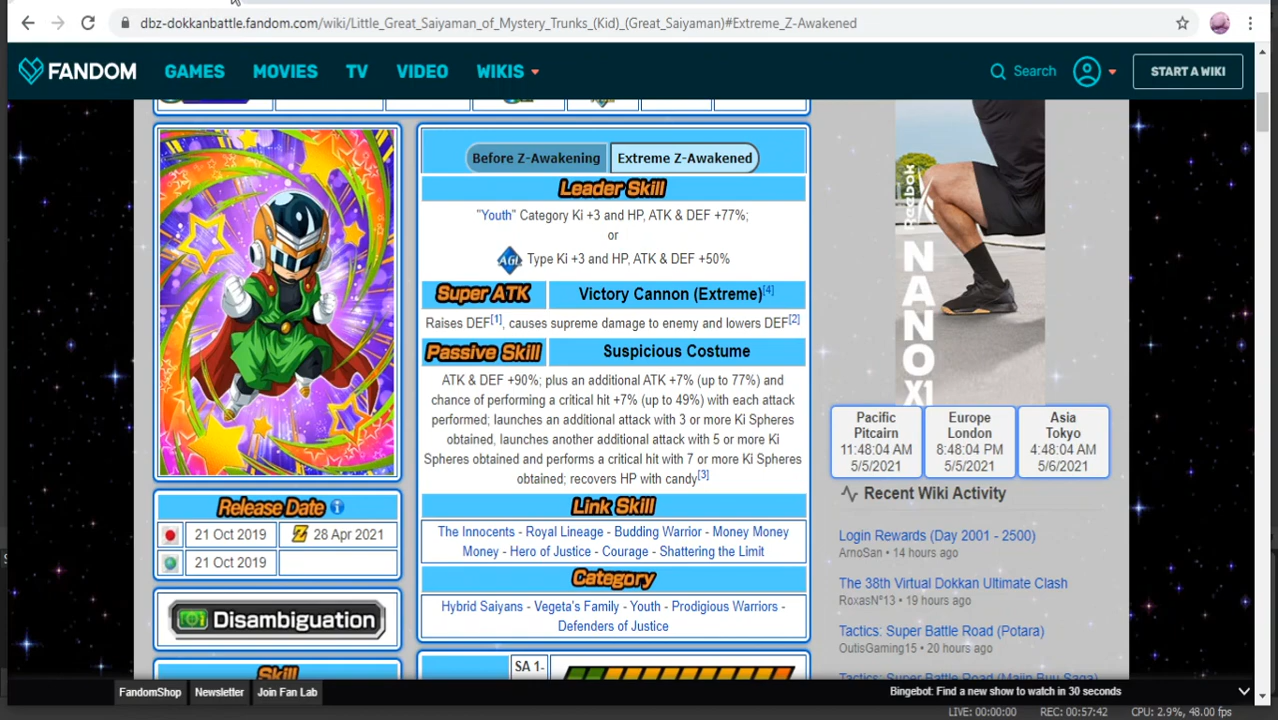 dbz-dokkanbattle.fandom.com/wiki/Little_Great_Saiyaman_of_Mystery_Trunks_(Kid)_(Great_Saiyaman)#Extreme_Z-Awakened
FANDOM
GAMES
MOVIES
TV
VIDEO
WIKIS
Search
START A WIKI
Before Z-Awakening
Extreme Z-Awakened
Leader Skill
"Youth" Category Ki +3 and HP, ATK & DEF +77%;
or
AGL Type Ki +3 and HP, ATK & DEF +50%
Super ATK
Victory Cannon (Extreme)[4]
Raises DEF[1], causes supreme damage to enemy and lowers DEF[2]
Passive Skill
Suspicious Costume
ATK & DEF +90%; plus an additional ATK +7% (up to 77%) and
chance of performing a critical hit +7% (up to 49%) with each attack
performed; launches an additional attack with 3 or more Ki Spheres
obtained, launches another additional attack with 5 or more Ki
Spheres obtained and performs a critical hit with 7 or more Ki Spheres
obtained; recovers HP with candy[3]
Link Skill
The Innocents - Royal Lineage - Budding Warrior - Money Money
Money - Hero of Justice - Courage - Shattering the Limit
Category
Hybrid Saiyans - Vegeta's Family - Youth - Prodigious Warriors -
Defenders of Justice
SA 1-
Release Date
21 Oct 2019
28 Apr 2021
21 Oct 2019
Disambiguation
Skill
Reebok
NANO X1
Pacific
Pitcairn
11:48:04 AM
5/5/2021
Europe
London
8:48:04 PM
5/5/2021
Asia
Tokyo
4:48:04 AM
5/6/2021
Recent Wiki Activity
Login Rewards (Day 2001 - 2500)
ArnoSan • 14 hours ago
The 38th Virtual Dokkan Ultimate Clash
RoxasNº13 • 19 hours ago
Tactics: Super Battle Road (Potara)
OutisGaming15 • 20 hours ago
Tactics: Super Battle Road (Majin Buu Saga)
FandomShop
Newsletter
Join Fan Lab
Bingebot: Find a new show to watch in 30 seconds
LIVE: 00:00:00
REC: 00:57:42
CPU: 2.9%, 48.00 fps